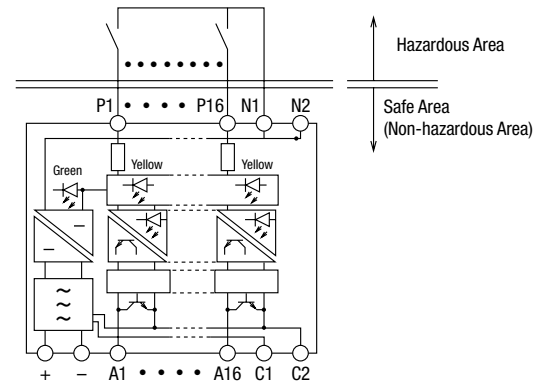 Hazardous Area
P1 • • • • P16 N1 N2
Safe Area
(Non-hazardous Area)
Green
Yellow Yellow
+ − A1 • • • • A16 C1 C2